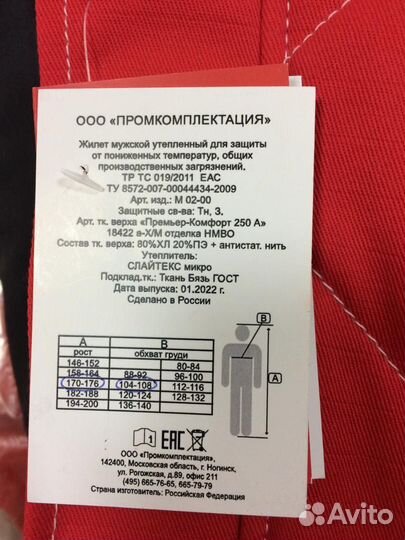 ООО «ПРОМКОМПЛЕКТАЦИЯ»
Жилет мужской утепленный для защиты
от пониженных температур, общих
производственных загрязнений.
ТР ТС 019/2011 ЕАС
ТУ 8572-007-00044434-2009
Арт. изд.: М 02-00
Защитные св-ва: Тн, З.
Арт. тк. верха «Премьер-Комфорт 250 А»
18422 а-Х/М отделка НМВО
Состав тк. верха: 80%ХЛ 20%ПЭ + антистат. нить
Утеплитель:
СЛАЙТЕКС микро
Подклад.тк.: Ткань Бязь ГОСТ
Дата выпуска: 01.2022 г.
Сделано в России
А В
рост обхват груди
146-152 80-84
158-164 88-92 96-100
170-176 104-108 112-116
182-188 120-124 128-132
194-200 136-140
В
А
1 ЕАС
ООО «Промкомплектация»,
142400, Московская область, г. Ногинск,
ул. Рогожская, д. 89, офис 211
(495) 665-76-65, 665-79-79
Страна изготовитель: Российская Федерация
Avito